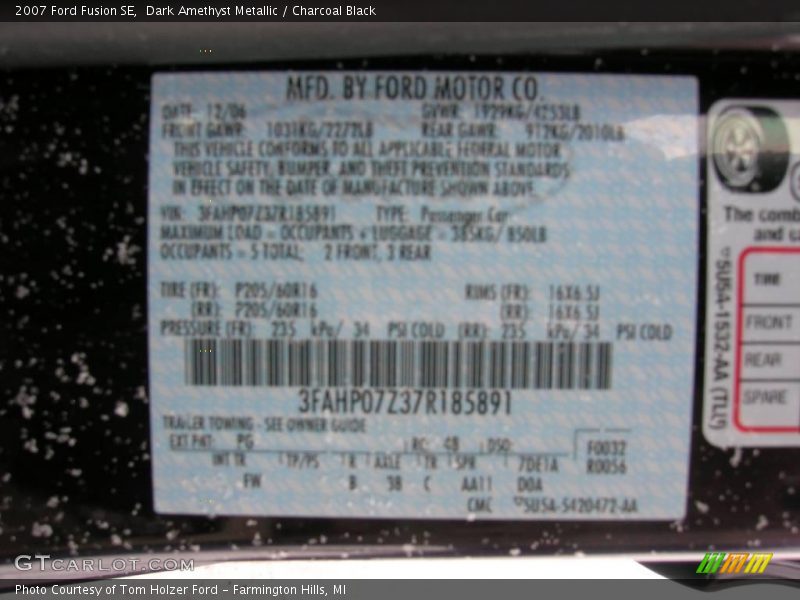 2007 Ford Fusion SE,  Dark Amethyst Metallic / Charcoal Black
MFD. BY FORD MOTOR CO.
DATE: 12/06 GVWR: 1929KG/4253LB
FRONT GAWR: 1031KG/2272LB REAR GAWR: 912KG/2010LB
THIS VEHICLE CONFORMS TO ALL APPLICABLE FEDERAL MOTOR
VEHICLE SAFETY, BUMPER, AND THEFT PREVENTION STANDARDS
IN EFFECT ON THE DATE OF MANUFACTURE SHOWN ABOVE.
VIN: 3FAHP07Z37R185891 TYPE: Passenger Car
MAXIMUM LOAD = OCCUPANTS + LUGGAGE = 385KG/850LB
OCCUPANTS = 5 TOTAL; 2 FRONT, 3 REAR
TIRE (FR): P205/60R16 RIMS (FR): 16X6.5J
(RR): P205/60R16 (RR): 16X6.5J
PRESSURE (FR): 235 kPa/ 34 PSI COLD (RR): 235 kPa/ 34 PSI COLD
3FAHP07Z37R185891
TRAILER TOWING - SEE OWNER GUIDE
EXT PNT: PG RC: 48 DSO:
INT TR TP/PS R AXLE TR SPR 7DE1A
FW B 38 C AA11 D0A
F0032
R0056
CMC 5U5A-5420472-AA
The comb
and ca
5U54-1532-AA (TLI)
TIRE
FRONT
REAR
SPARE
GTCARLOT.COM
Photo Courtesy of Tom Holzer Ford – Farmington Hills, MI